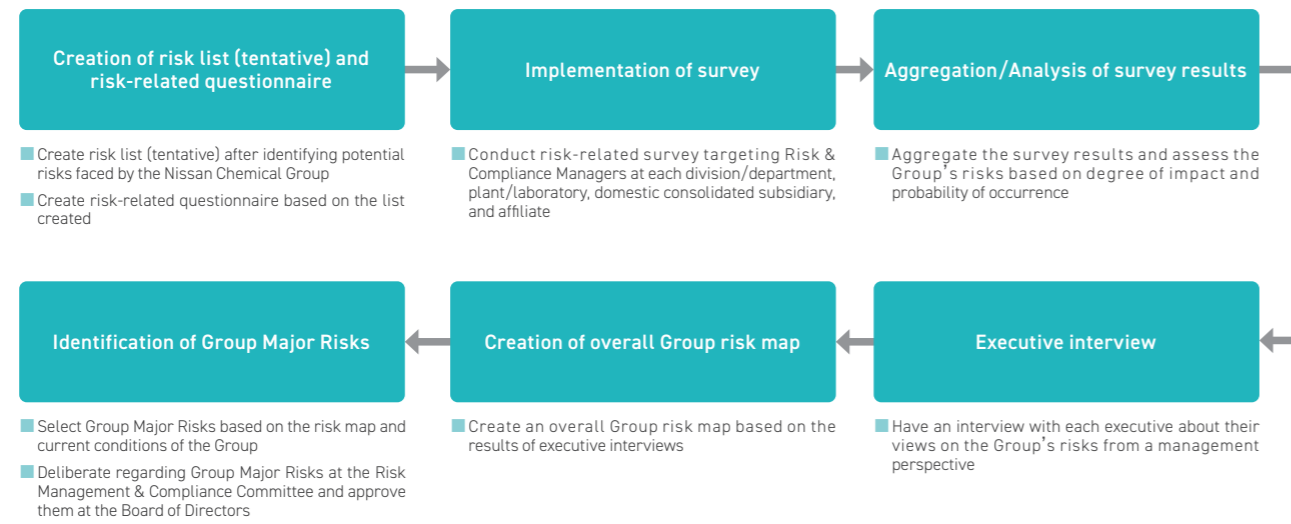 Creation of risk list (tentative) and
risk-related questionnaire
Implementation of survey
Aggregation/Analysis of survey results
Create risk list (tentative) after identifying potential
risks faced by the Nissan Chemical Group
Create risk-related questionnaire based on the list
created
Conduct risk-related survey targeting Risk &
Compliance Managers at each division/department,
plant/laboratory, domestic consolidated subsidiary,
and affiliate
Aggregate the survey results and assess the
Group's risks based on degree of impact and
probability of occurrence
Identification of Group Major Risks
Creation of overall Group risk map
Executive interview
Select Group Major Risks based on the risk map and
current conditions of the Group
Deliberate regarding Group Major Risks at the Risk
Management & Compliance Committee and approve
them at the Board of Directors
Create an overall Group risk map based on the
results of executive interviews
Have an interview with each executive about their
views on the Group's risks from a management
perspective